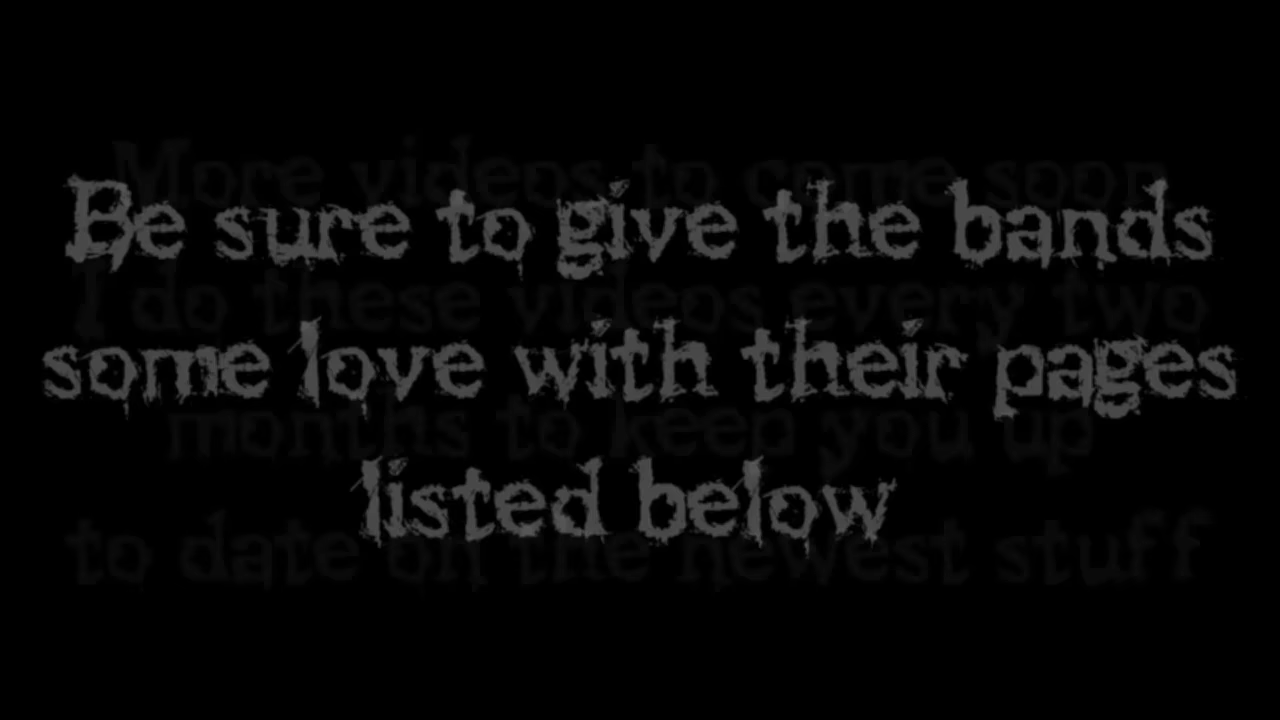 More videos to come soon
Be sure to give the bands
I do these videos every two
some love with their pages
months to keep you up
listed below
to date on the newest stuff